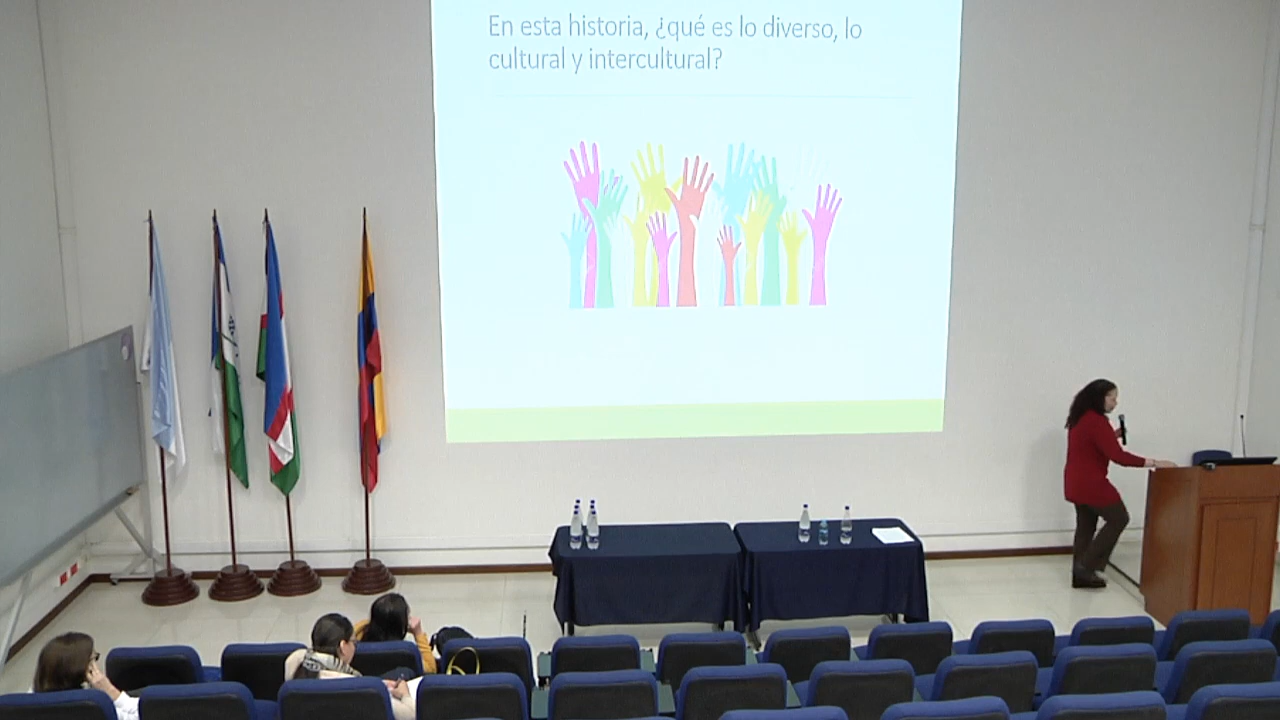 En esta historia, ¿qué es lo diverso, lo
cultural y intercultural?